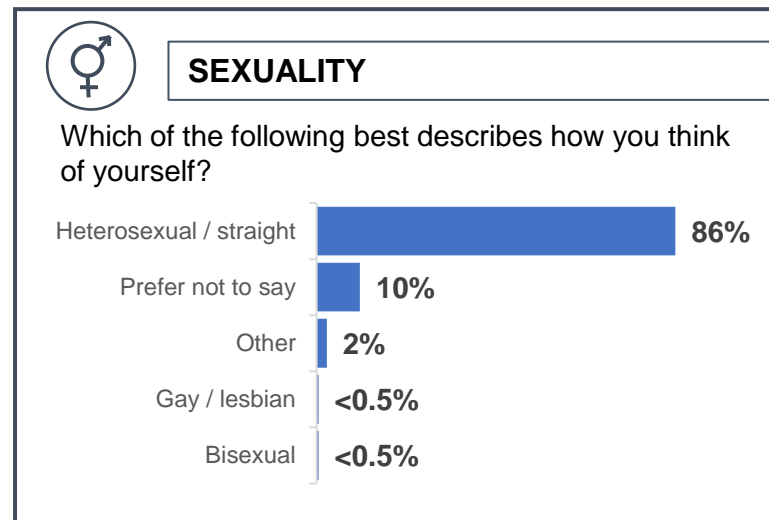 SEXUALITY
Which of the following best describes how you think
of yourself?
Heterosexual / straight 86%
Prefer not to say 10%
Other 2%
Gay / lesbian <0.5%
Bisexual <0.5%